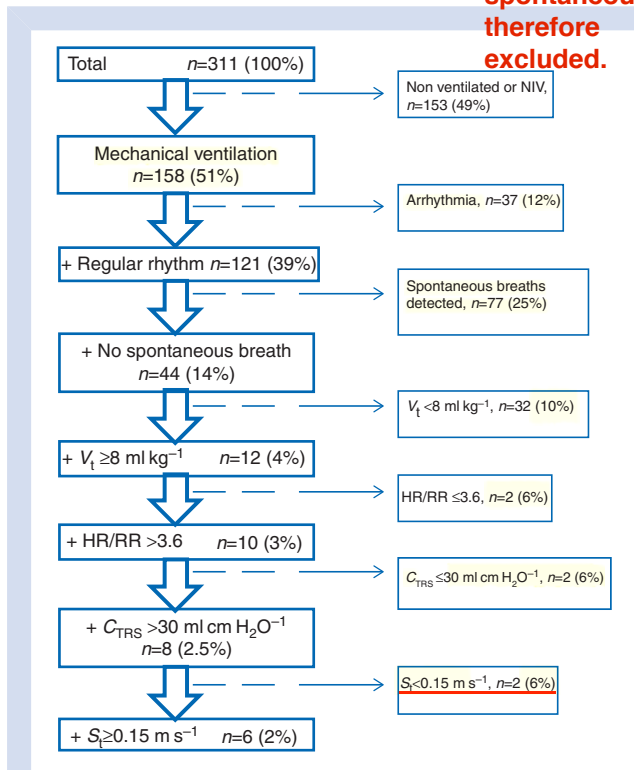 spontaneou
therefore
excluded.
Total n=311 (100%)
Non ventilated or NIV,
n=153 (49%)
Mechanical ventilation
n=158 (51%)
Arrhythmia, n=37 (12%)
+ Regular rhythm n=121 (39%)
Spontaneous breaths
detected, n=77 (25%)
+ No spontaneous breath
n=44 (14%)
Vt <8 ml kg⁻¹, n=32 (10%)
+ Vt ≥8 ml kg⁻¹ n=12 (4%)
HR/RR ≤3.6, n=2 (6%)
+ HR/RR >3.6 n=10 (3%)
CTRS ≤30 ml cm H₂O⁻¹, n=2 (6%)
+ CTRS >30 ml cm H₂O⁻¹
n=8 (2.5%)
St<0.15 m s⁻¹, n=2 (6%)
+ St≥0.15 m s⁻¹ n=6 (2%)